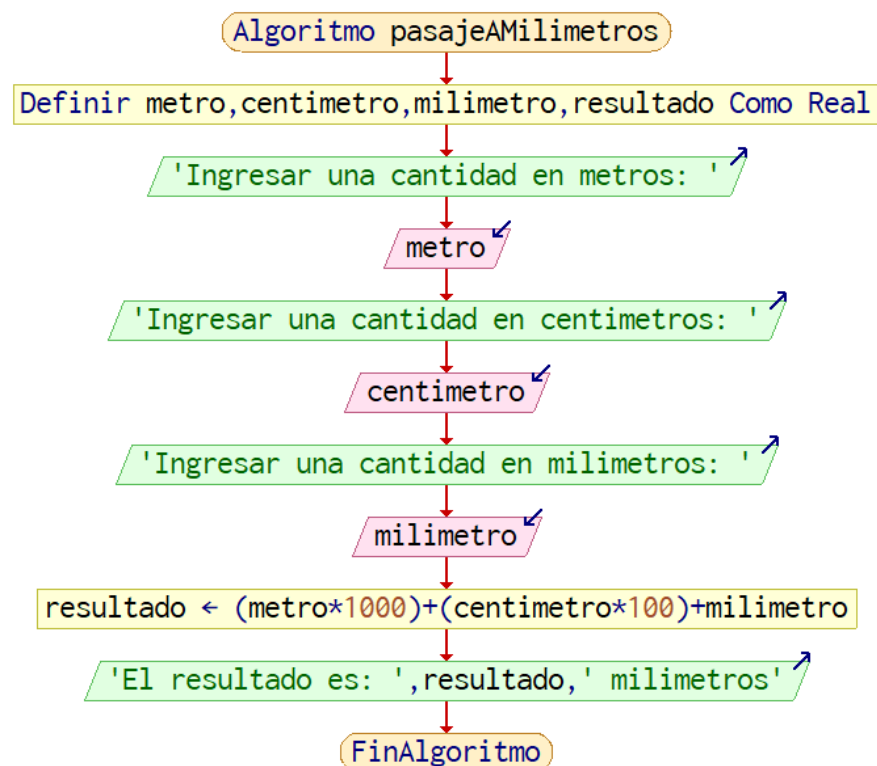 Algoritmo pasajeAMilimetros
Definir metro,centimetro,milimetro,resultado Como Real
'Ingresar una cantidad en metros: '
metro
'Ingresar una cantidad en centimetros: '
centimetro
'Ingresar una cantidad en milimetros: '
milimetro
resultado ← (metro*1000)+(centimetro*100)+milimetro
'El resultado es: ',resultado,' milimetros'
FinAlgoritmo